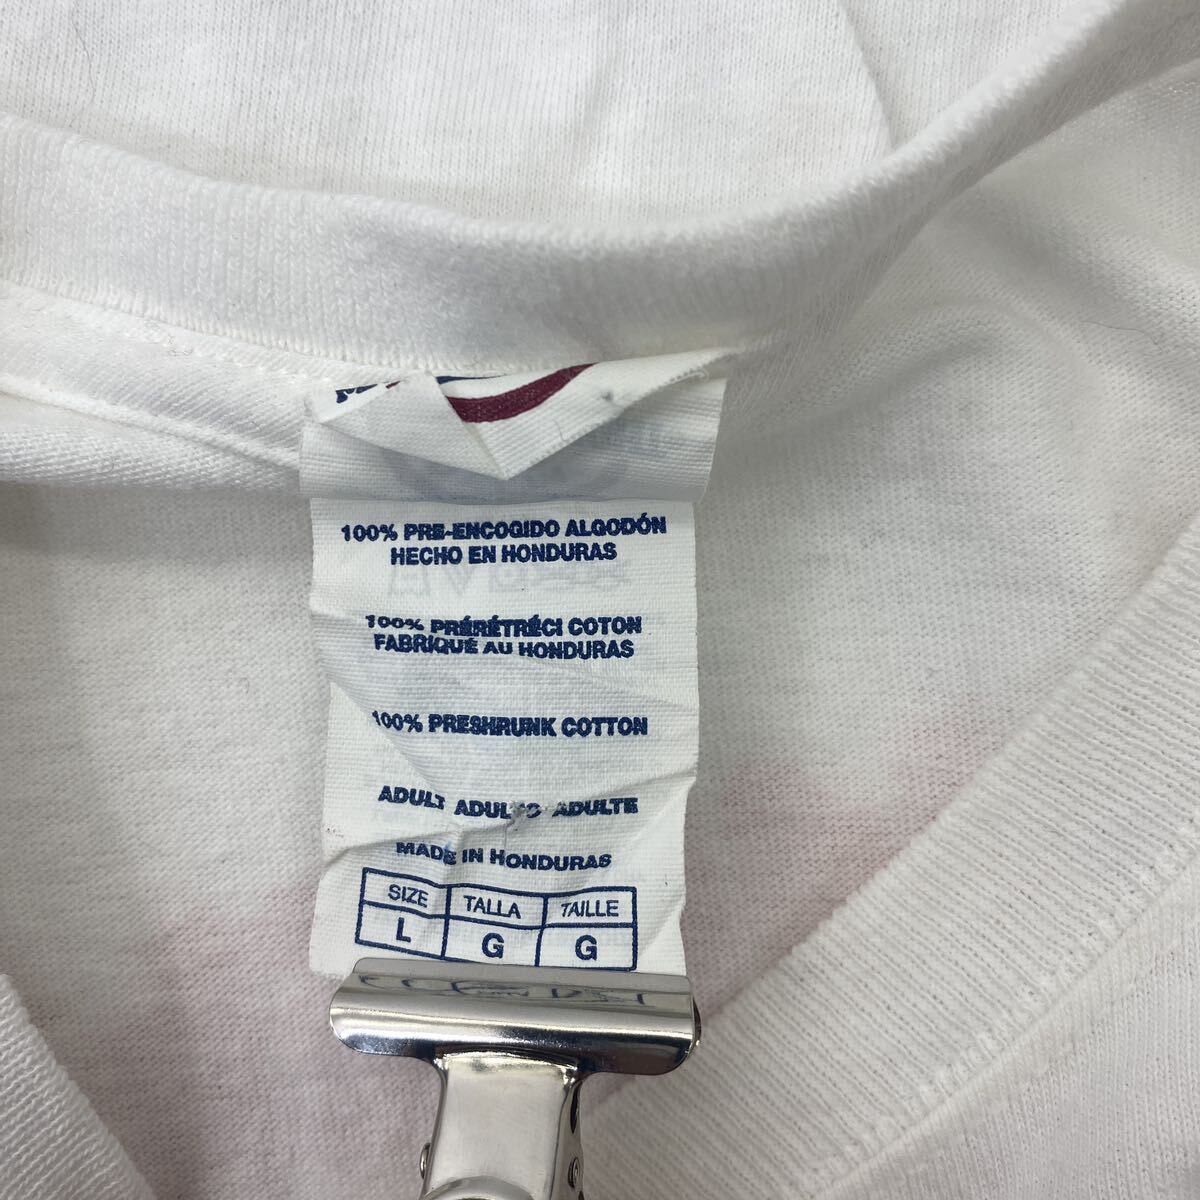 100% PRE-ENCOGIDO ALGODÓN
HECHO EN HONDURAS
100% PRÉRÉTRÉCI COTON
FABRIQUÉ AU HONDURAS
100% PRESHRUNK COTTON
ADULT ADULTO ADULTE
MADE IN HONDURAS
SIZE TALLA TAILLE
L G G